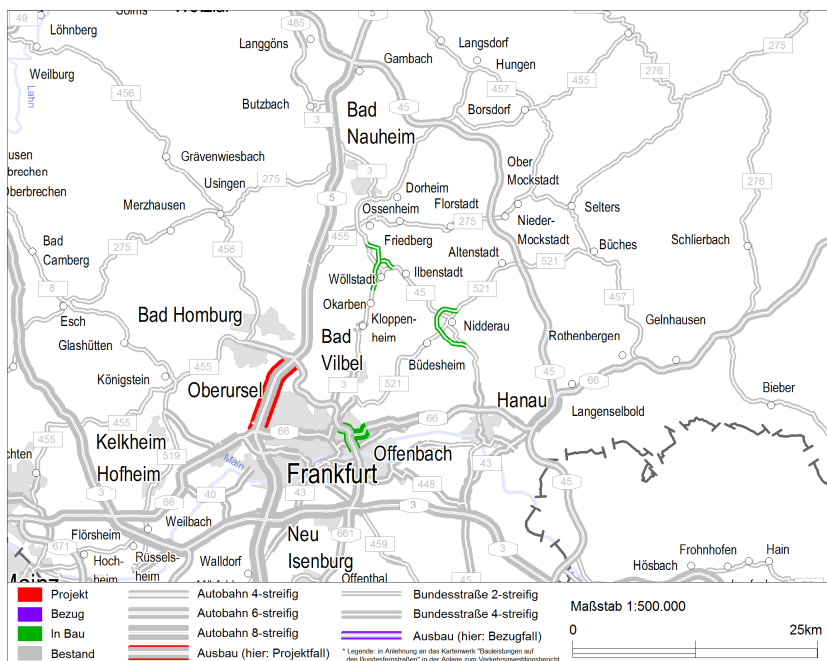 49
Solms
485
5
Löhnberg
Langgöns
Langsdorf
275
Weilburg
Gambach
Hungen
276
Lahn
456
457
455
Butzbach
3
Bad
Nauheim
45
Borsdorf
Grävenwiesbach
Ober
Mockstadt
Oberbrechen
Usingen
275
3
Dorheim
276
Merzhausen
5
Ossenheim
Florstadt
Selters
275
Nieder-
Mockstadt
Bad
Camberg
275
456
455
Friedberg
Altenstadt
Büches
Schlierbach
8
Wöllstadt
Ilbenstadt
521
521
45
457
Esch
Bad Homburg
Okarben
Kloppen-
heim
Nidderau
Gelnhausen
Glashütten
Bad
Vilbel
Rothenbergen
455
Büdesheim
Königstein
Oberursel
3
521
45
66
Hanau
Bieber
455
66
66
Langenselbold
455
Kelkheim
519
Offenbach
Hofheim
Main
Frankfurt
43
3
66
40
43
448
3
45
Weilbach
Flörsheim
Neu
Isenburg
661
459
3
671
Hoch-
heim
Rüssels-
heim
Walldorf
Frohnhofen
Hain
Hösbach
Mainz
Offenthal
45
Projekt
Bezug
In Bau
Bestand
Autobahn 4-streifig
Autobahn 6-streifig
Autobahn 8-streifig
Ausbau (hier: Projektfall)
Bundesstraße 2-streifig
Bundesstraße 4-streifig
Ausbau (hier: Bezugfall)
* Legende: in Anlehnung an das Kartenwerk "Bauleistungen auf
den Bundesfernstraßen" in der Anlage zum Verkehrsinvestitionsbericht
Maßstab 1:500.000
0
25km